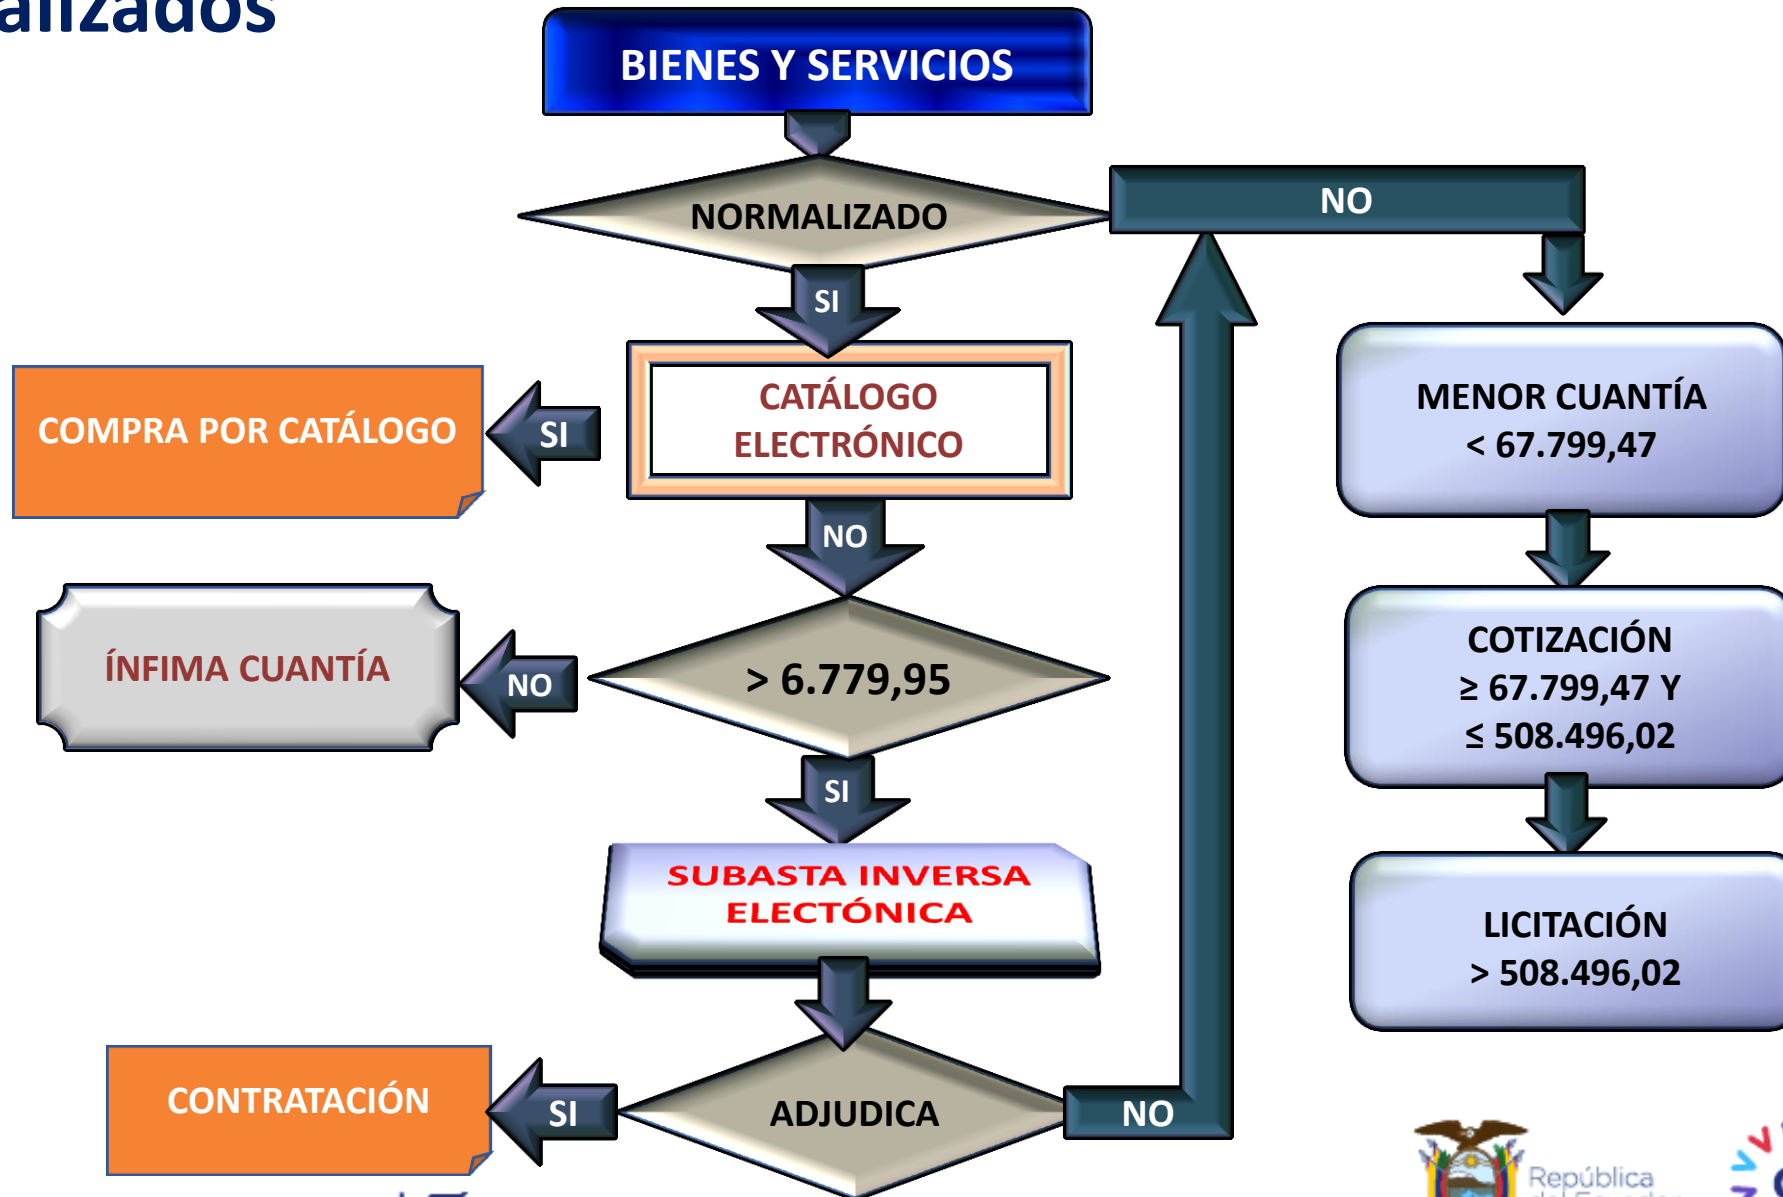 alizados
BIENES Y SERVICIOS
NORMALIZADO
NO
SI
CATÁLOGO
ELECTRÓNICO
SI
COMPRA POR CATÁLOGO
MENOR CUANTÍA
< 67.799,47
NO
> 6.779,95
NO
ÍNFIMA CUANTÍA
COTIZACIÓN
≥ 67.799,47 Y
≤ 508.496,02
SI
SUBASTA INVERSA
ELECTÓNICA
LICITACIÓN
> 508.496,02
ADJUDICA
SI
CONTRATACIÓN
NO
República
del Ecuador